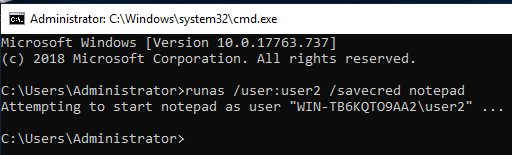 Administrator: C:\Windows\system32\cmd.exe
Microsoft Windows [Version 10.0.17763.737]
(c) 2018 Microsoft Corporation. All rights reserved.
C:\Users\Administrator>runas /user:user2 /savecred notepad
Attempting to start notepad as user "WIN-TB6KQTO9AA2\user2" ...
C:\Users\Administrator>